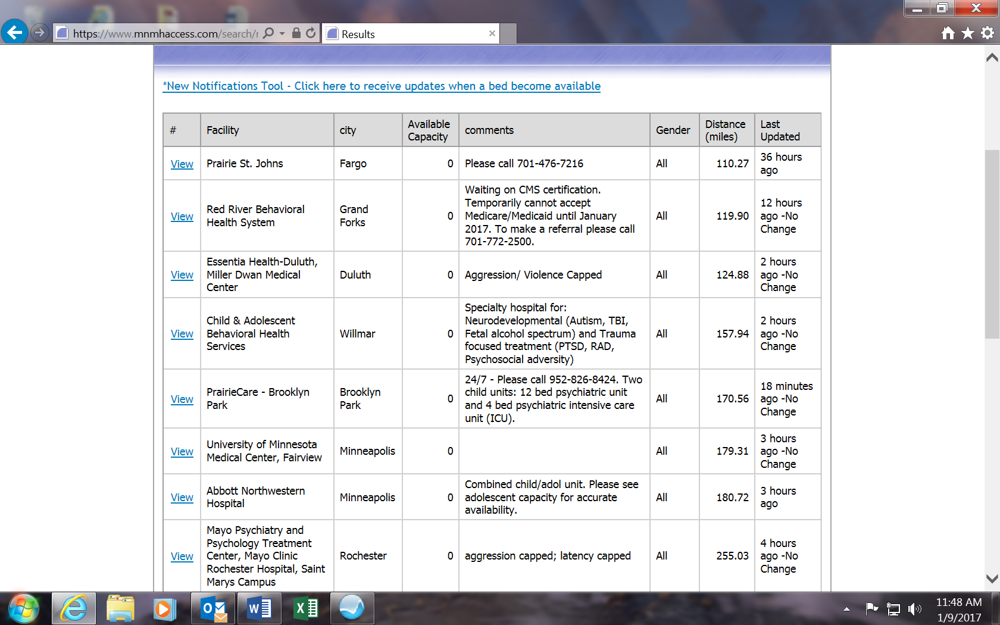 https://www.mnmhaccess.com/search/r
Results
*New Notifications Tool - Click here to receive updates when a bed become available
# Facility city Available Capacity comments Gender Distance (miles) Last Updated
View Prairie St. Johns Fargo 0 Please call 701-476-7216 All 110.27 36 hours ago
View Red River Behavioral Health System Grand Forks 0 Waiting on CMS certification. Temporarily cannot accept Medicare/Medicaid until January 2017. To make a referral please call 701-772-2500. All 119.90 12 hours ago -No Change
View Essentia Health-Duluth, Miller Dwan Medical Center Duluth 0 Aggression/ Violence Capped All 124.88 2 hours ago -No Change
View Child & Adolescent Behavioral Health Services Willmar 0 Specialty hospital for: Neurodevelopmental (Autism, TBI, Fetal alcohol spectrum) and Trauma focused treatment (PTSD, RAD, Psychosocial adversity) All 157.94 2 hours ago -No Change
View PrairieCare - Brooklyn Park Brooklyn Park 0 24/7 - Please call 952-826-8424. Two child units: 12 bed psychiatric unit and 4 bed psychiatric intensive care unit (ICU). All 170.56 18 minutes ago -No Change
View University of Minnesota Medical Center, Fairview Minneapolis 0 All 179.31 3 hours ago -No Change
View Abbott Northwestern Hospital Minneapolis 0 Combined child/adol unit. Please see adolescent capacity for accurate availability. All 180.72 3 hours ago
View Mayo Psychiatry and Psychology Treatment Center, Mayo Clinic Rochester Hospital, Saint Marys Campus Rochester 0 aggression capped; latency capped All 255.03 4 hours ago -No Change
11:48 AM
1/9/2017